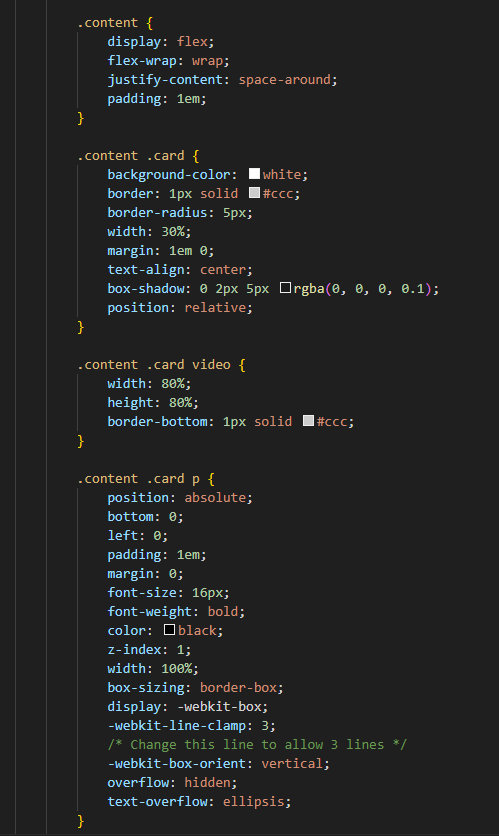 .content {
display: flex;
flex-wrap: wrap;
justify-content: space-around;
padding: 1em;
}
.content .card {
background-color: white;
border: 1px solid #ccc;
border-radius: 5px;
width: 30%;
margin: 1em 0;
text-align: center;
box-shadow: 0 2px 5px rgba(0, 0, 0, 0.1);
position: relative;
}
.content .card video {
width: 80%;
height: 80%;
border-bottom: 1px solid #ccc;
}
.content .card p {
position: absolute;
bottom: 0;
left: 0;
padding: 1em;
margin: 0;
font-size: 16px;
font-weight: bold;
color: black;
z-index: 1;
width: 100%;
box-sizing: border-box;
display: -webkit-box;
-webkit-line-clamp: 3;
/* Change this line to allow 3 lines */
-webkit-box-orient: vertical;
overflow: hidden;
text-overflow: ellipsis;
}